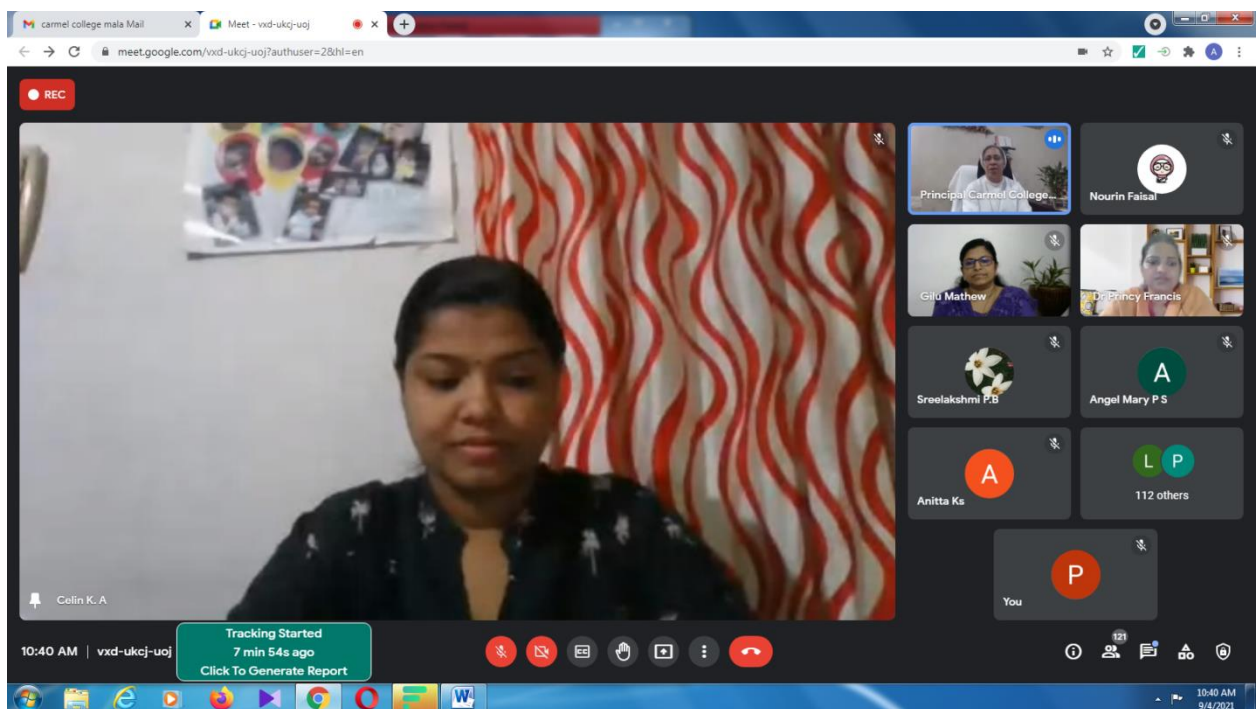 carmel college mala Mail
Meet - vxd-ukcj-uoj
meet.google.com/vxd-ukcj-uoj?authuser=2&hl=en
A
REC
Principal Carmel College...
Nourin Faisal
Gilu Mathew
Dr Princy Francis
Sreelakshmi P.B
A
Angel Mary P S
A
Anitta Ks
L P
112 others
P
You
Celin K. A
10:40 AM | vxd-ukcj-uoj
Tracking Started
7 min 54s ago
Click To Generate Report
CC
121
W
10:40 AM
9/4/2021